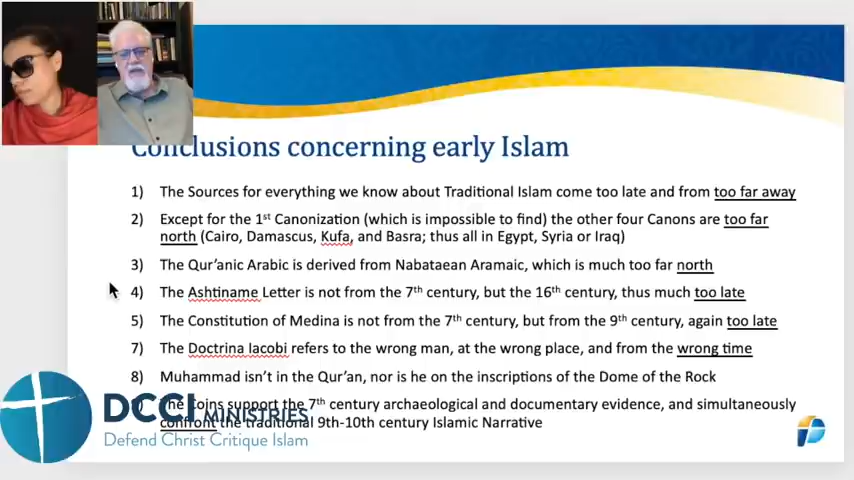 Conclusions concerning early Islam
1) The Sources for everything we know about Traditional Islam come too late and from too far away
2) Except for the 1st Canonization (which is impossible to find) the other four Canons are too far
north (Cairo, Damascus, Kufa, and Basra; thus all in Egypt, Syria or Iraq)
3) The Qur'anic Arabic is derived from Nabataean Aramaic, which is much too far north
4) The Ashtiname Letter is not from the 7th century, but the 16th century, thus much too late
5) The Constitution of Medina is not from the 7th century, but from the 9th century, again too late
7) The Doctrina Iacobi refers to the wrong man, at the wrong place, and from the wrong time
8) Muhammad isn't in the Qur'an, nor is he on the inscriptions of the Dome of the Rock
The Coins support the 7th century archaeological and documentary evidence, and simultaneously
confront the traditional 9th-10th century Islamic Narrative
DCCI MINISTRIES
Defend Christ Critique Islam